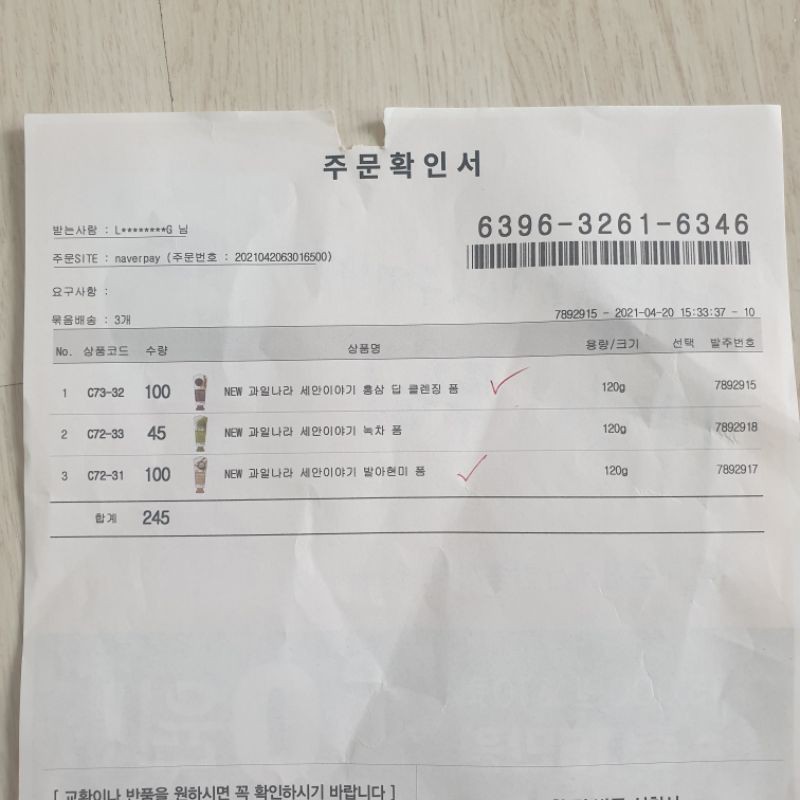 주문확인서
받는사람 : L********G 님
6396-3261-6346
주문SITE : naverpay (주문번호 : 2021042063016500)
요구사항 :
묶음배송 : 3개
7892915 - 2021-04-20 15:33:37 - 10
No. 상품코드 수량 상품명 용량/크기 선택 발주번호
1 C73-32 100 NEW 과일나라 세안이야기 홍삼 딥 클렌징 폼 120g 7892915
2 C72-33 45 NEW 과일나라 세안이야기 녹차 폼 120g 7892918
3 C72-31 100 NEW 과일나라 세안이야기 발아현미 폼 120g 7892917
합계 245
[ 교환이나 반품을 원하시면 꼭 확인하시기 바랍니다 ]